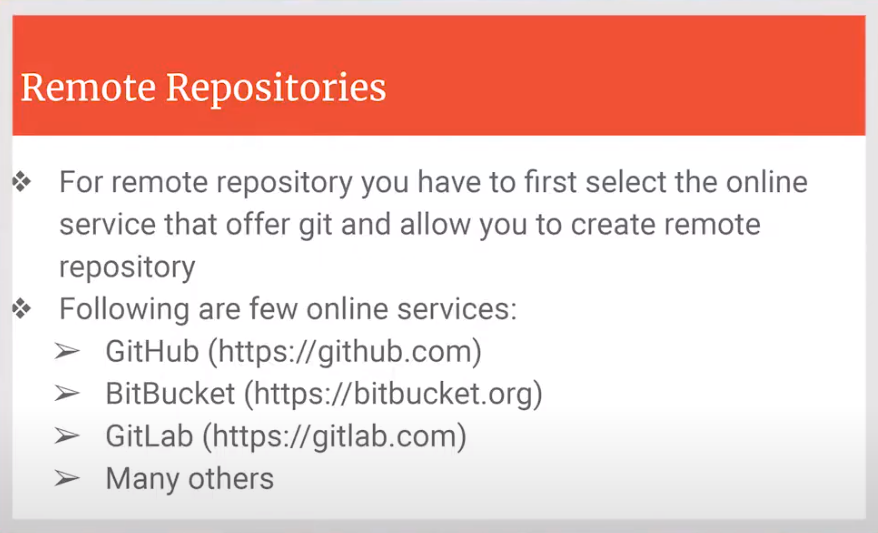 Remote Repositories
❖ For remote repository you have to first select the online
service that offer git and allow you to create remote
repository
❖ Following are few online services:
➢ GitHub (https://github.com)
➢ BitBucket (https://bitbucket.org)
➢ GitLab (https://gitlab.com)
➢ Many others